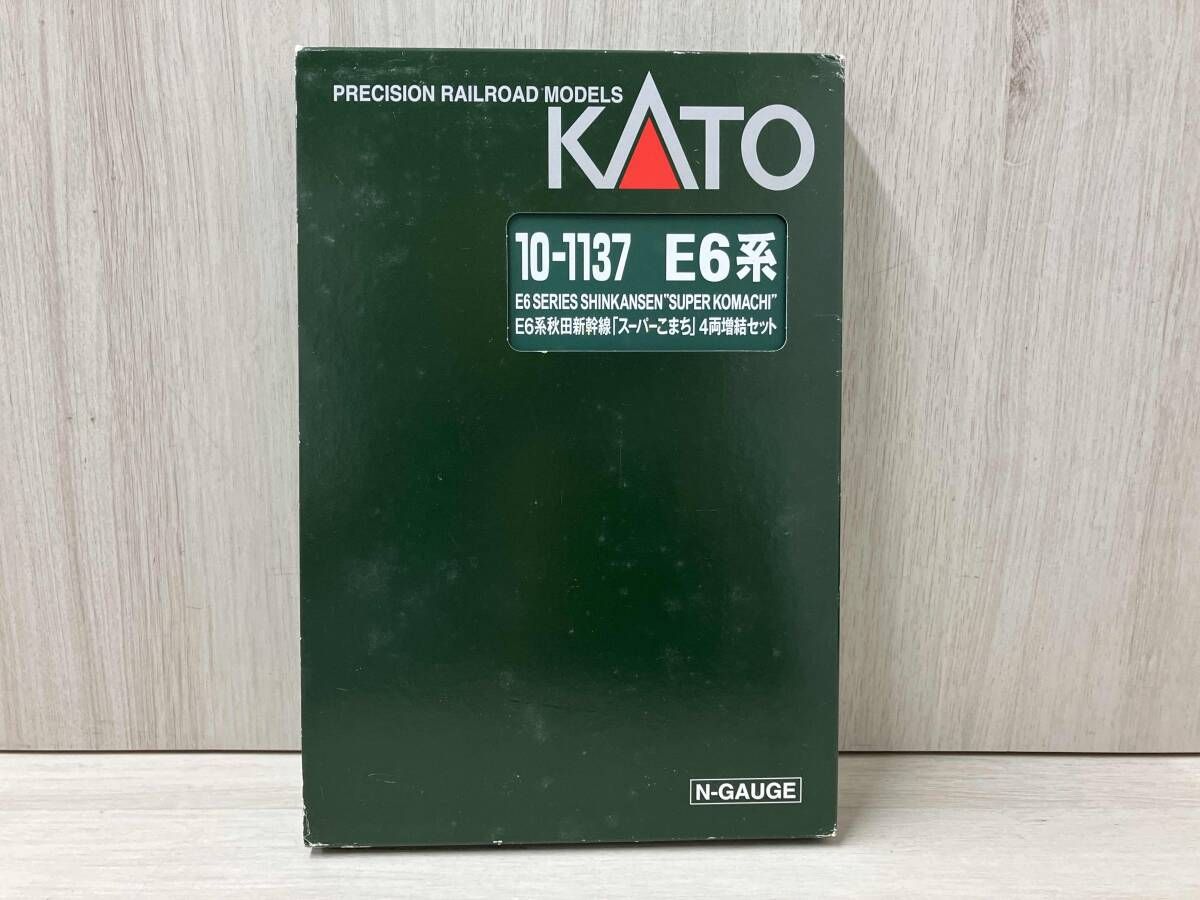 PRECISION RAILROAD MODELS
KATO
10-1137 E6系
E6 SERIES SHINKANSEN"SUPER KOMACHI"
E6系秋田新幹線「スーパーこまち」4両増結セット
N-GAUGE